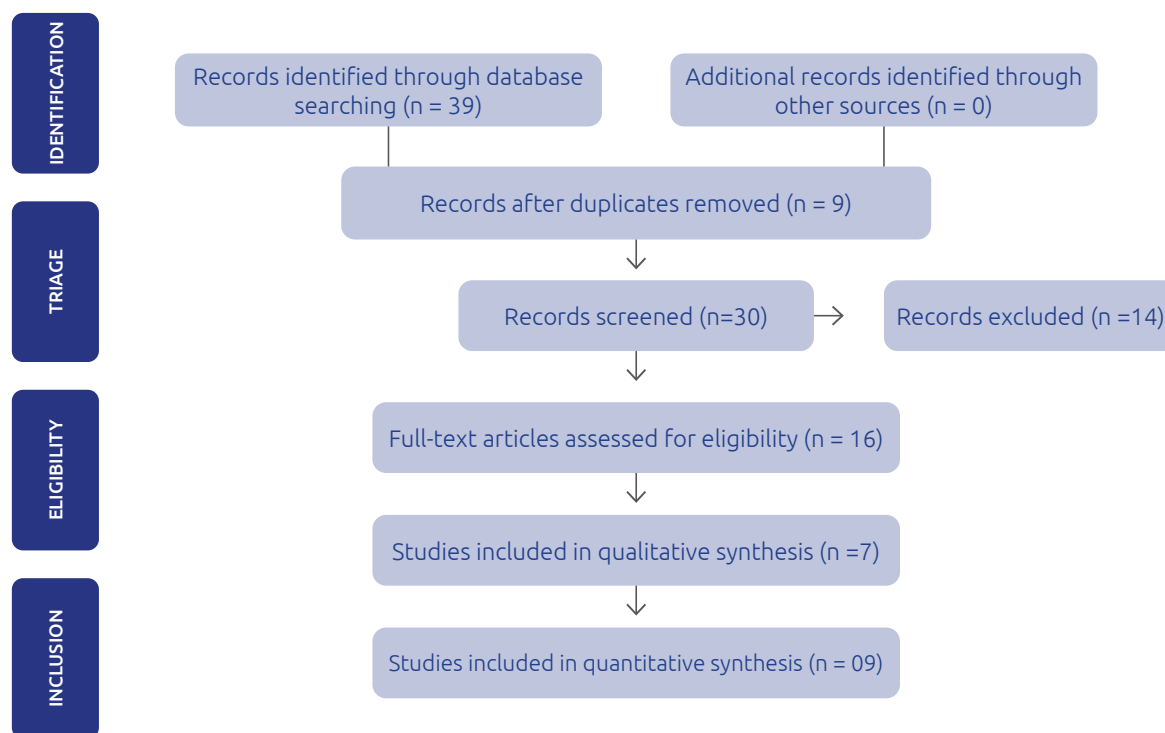 IDENTIFICATION
Records identified through database
searching (n = 39)
Additional records identified through
other sources (n = 0)
Records after duplicates removed (n = 9)
TRIAGE
Records screened (n=30)
Records excluded (n =14)
ELIGIBILITY
Full-text articles assessed for eligibility (n = 16)
Studies included in qualitative synthesis (n =7)
INCLUSION
Studies included in quantitative synthesis (n = 09)